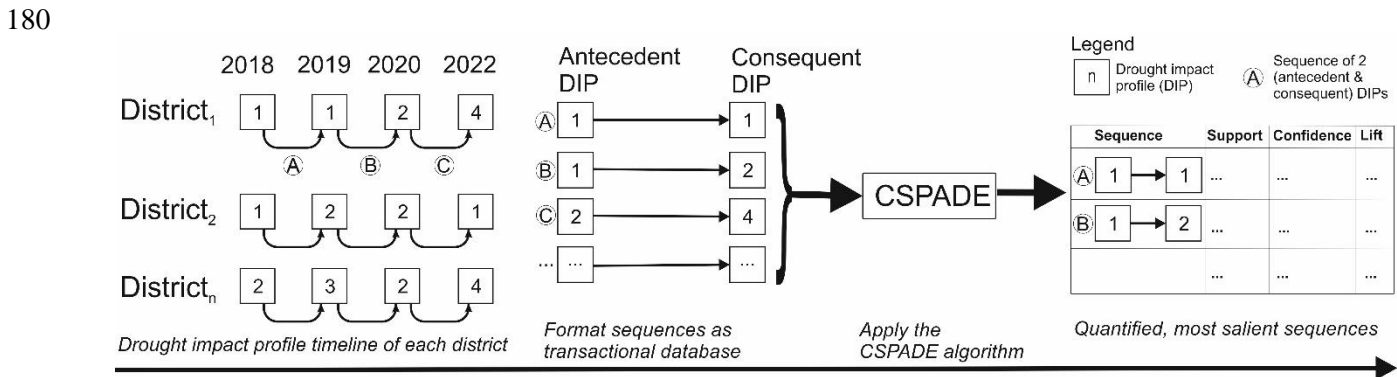 180
2018 2019 2020 2022
District1 1 1 2 4
A B C
District2 1 2 2 1
Districtn 2 3 2 4
Drought impact profile timeline of each district
Antecedent
DIP
Consequent
DIP
A 1 1
B 1 2
C 2 4
... ... ...
Format sequences as
transactional database
CSPADE
Apply the
CSPADE algorithm
Legend
n Drought impact
profile (DIP)
A Sequence of 2
(antecedent &
consequent) DIPs
Sequence Support Confidence Lift
A 1 1 ... ... ...
B 1 2 ... ... ...
... ... ...
Quantified, most salient sequences